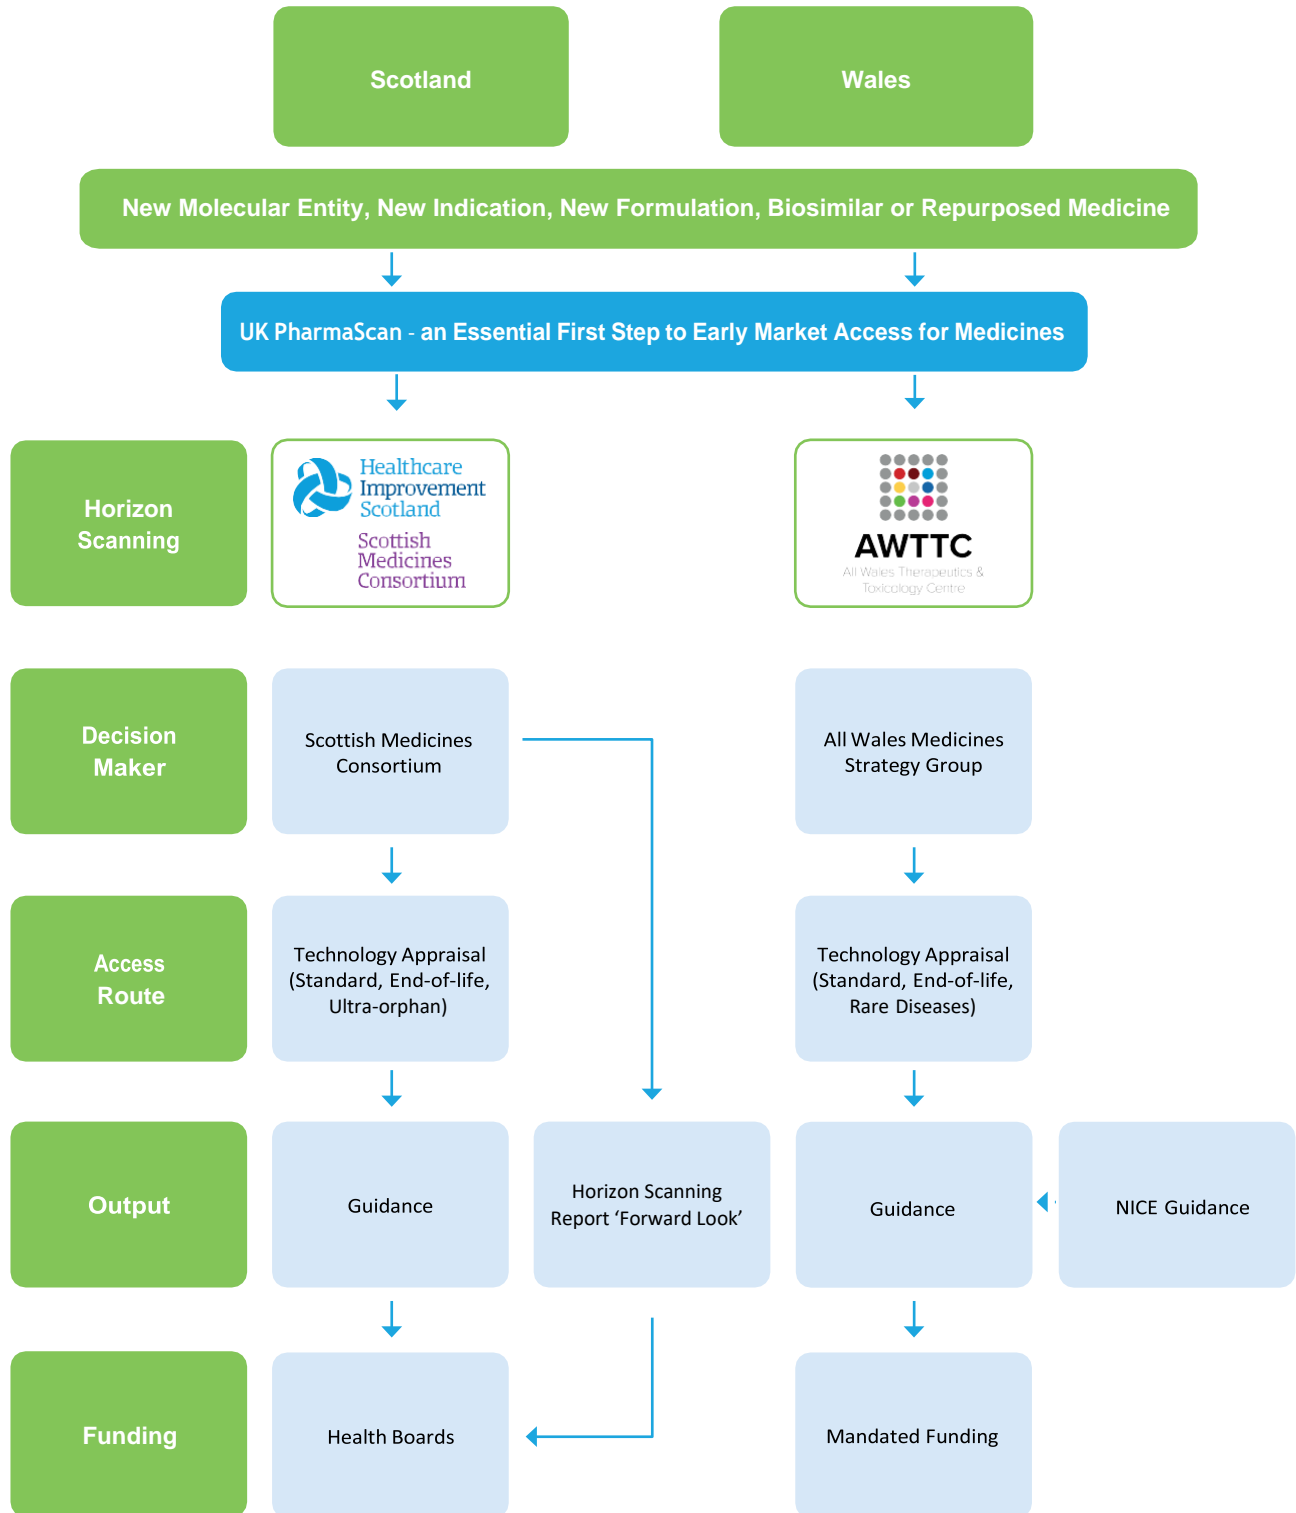 Scotland
Wales
New Molecular Entity, New Indication, New Formulation, Biosimilar or Repurposed Medicine
UK PharmaScan - an Essential First Step to Early Market Access for Medicines
Horizon
Scanning
Healthcare
Improvement
Scotland
Scottish
Medicines
Consortium
AWTTC
All Wales Therapeutics &
Toxicology Centre
Decision
Maker
Scottish Medicines
Consortium
All Wales Medicines
Strategy Group
Access
Route
Technology Appraisal
(Standard, End-of-life,
Ultra-orphan)
Technology Appraisal
(Standard, End-of-life,
Rare Diseases)
Output
Guidance
Horizon Scanning
Report ‘Forward Look’
Guidance
NICE Guidance
Funding
Health Boards
Mandated Funding